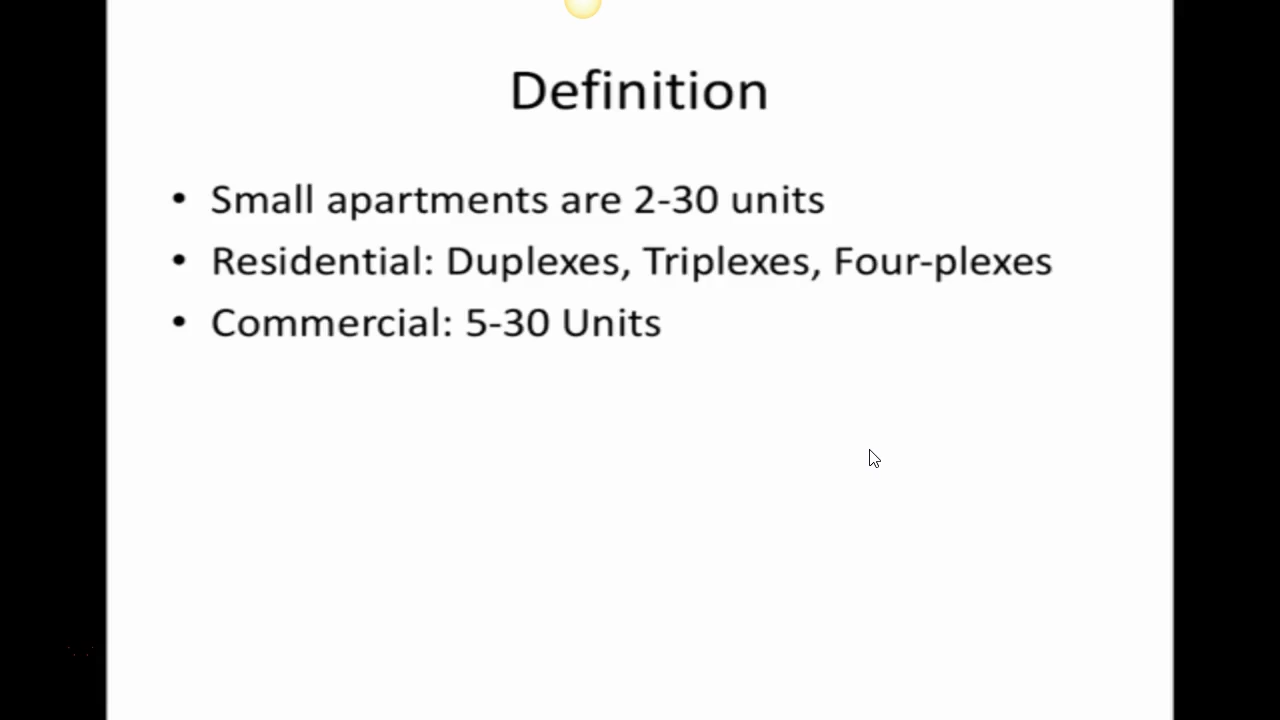 Definition
• Small apartments are 2-30 units
• Residential: Duplexes, Triplexes, Four-plexes
• Commercial: 5-30 Units